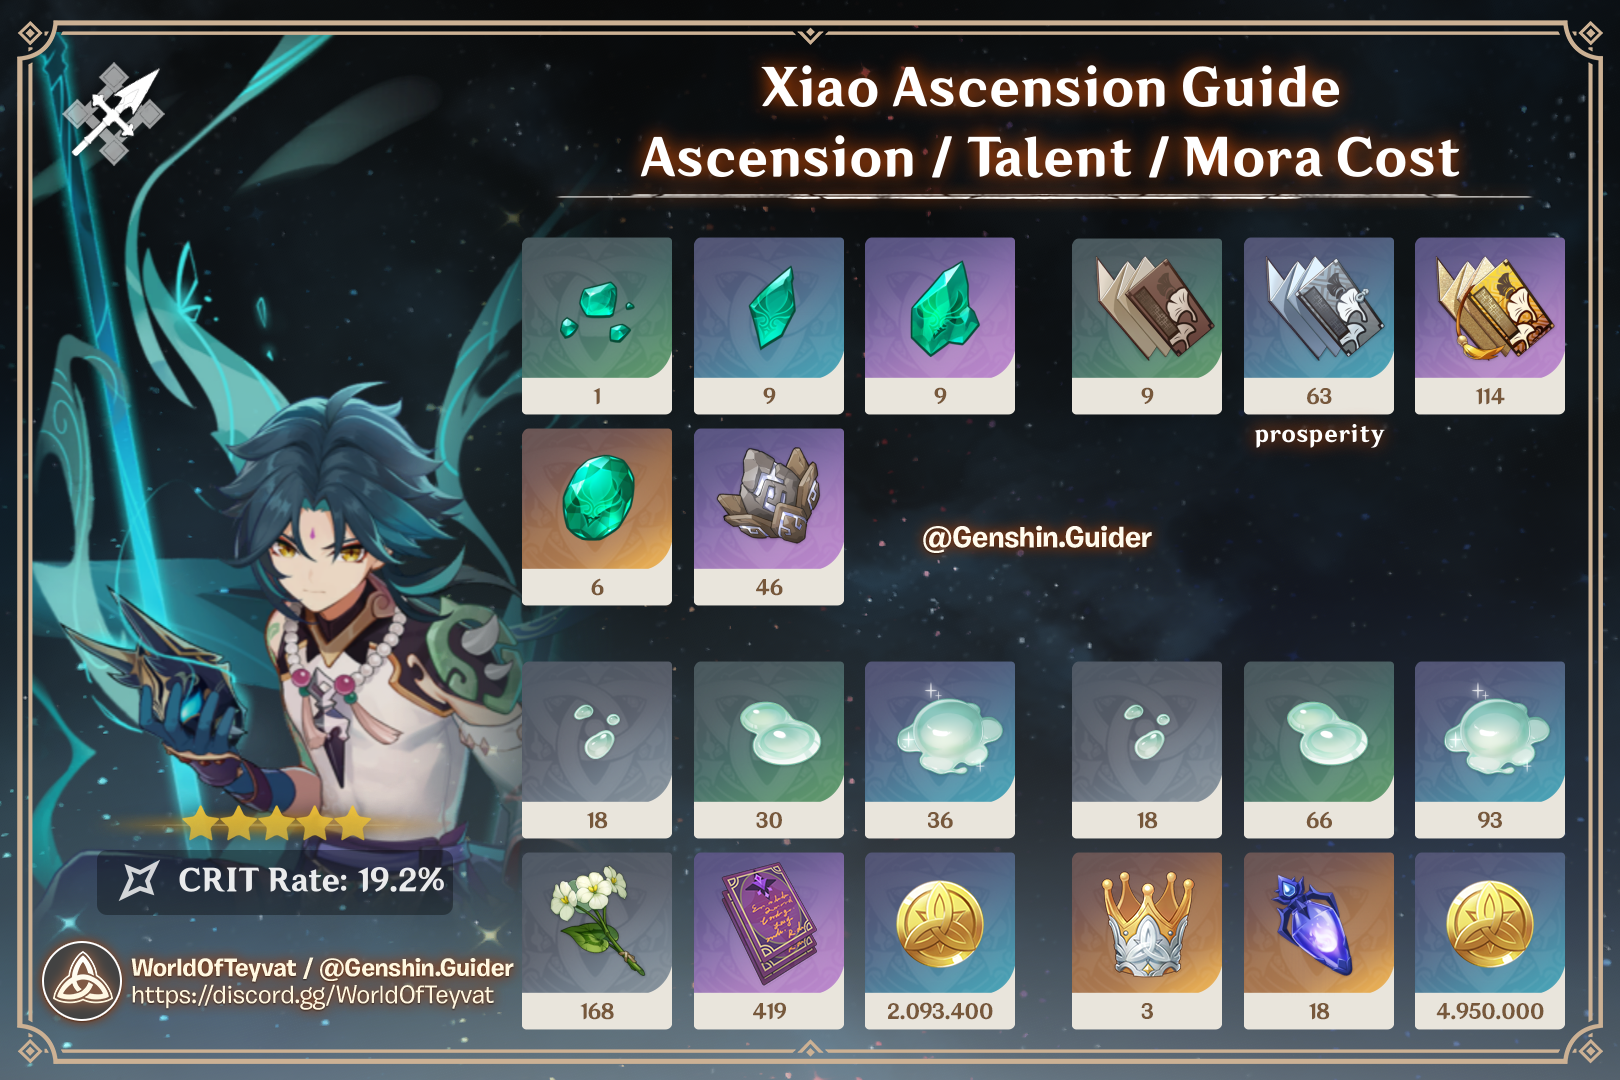 Xiao Ascension Guide
Ascension / Talent / Mora Cost
1
9
9
9
63
114
prosperity
6
46
@Genshin.Guider
18
30
36
18
66
93
168
419
2.093.400
3
18
4.950.000
CRIT Rate: 19.2%
WorldOfTeyvat / @Genshin.Guider
https://discord.gg/WorldOfTeyvat